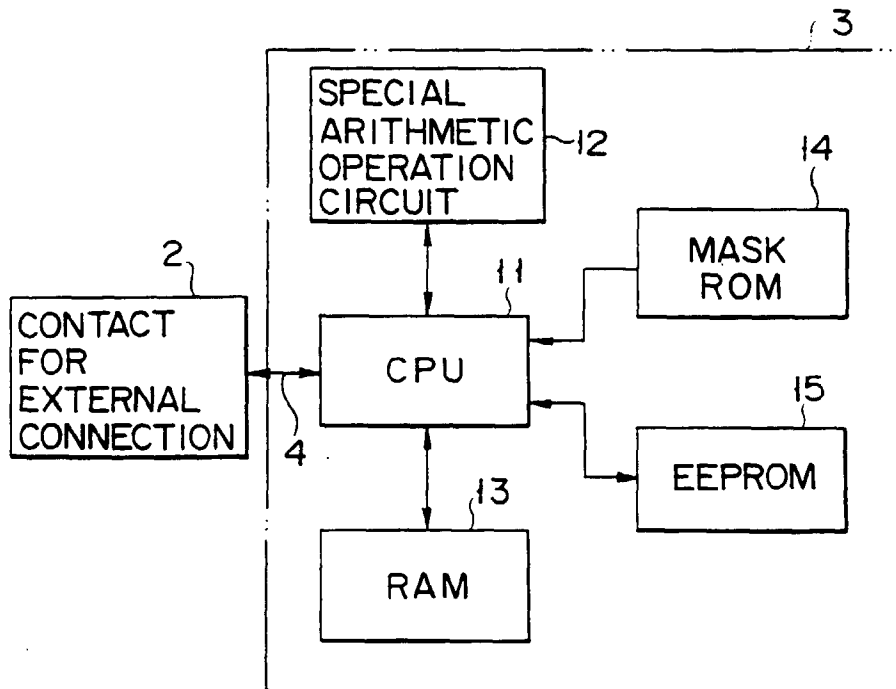 3
SPECIAL
ARITHMETIC
OPERATION
CIRCUIT
12
14
MASK
ROM
2
11
CONTACT
FOR
EXTERNAL
CONNECTION
4
CPU
15
EEPROM
13
RAM